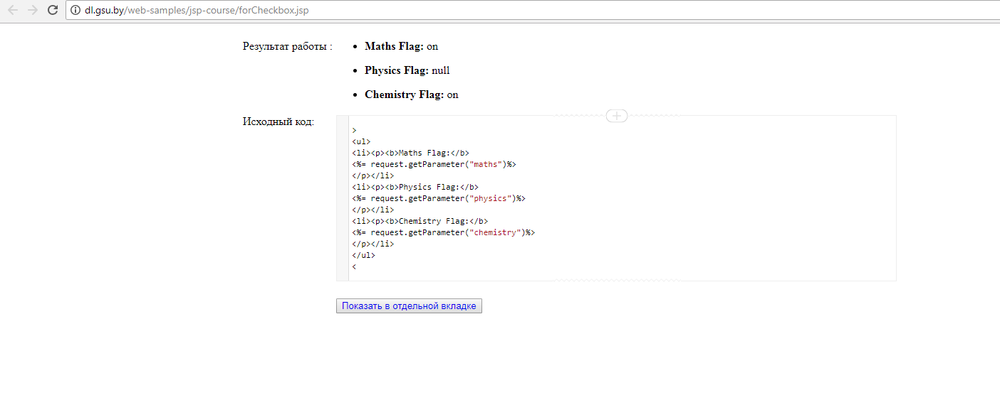 dl.gsu.by/web-samples/jsp-course/forCheckbox.jsp
Результат работы :
Maths Flag: on
Physics Flag: null
Chemistry Flag: on
Исходный код:
>
<ul>
<li><p><b>Maths Flag:</b>
<%= request.getParameter("maths")%>
</p></li>
<li><p><b>Physics Flag:</b>
<%= request.getParameter("physics")%>
</p></li>
<li><p><b>Chemistry Flag:</b>
<%= request.getParameter("chemistry")%>
</p></li>
</ul>
<
Показать в отдельной вкладке